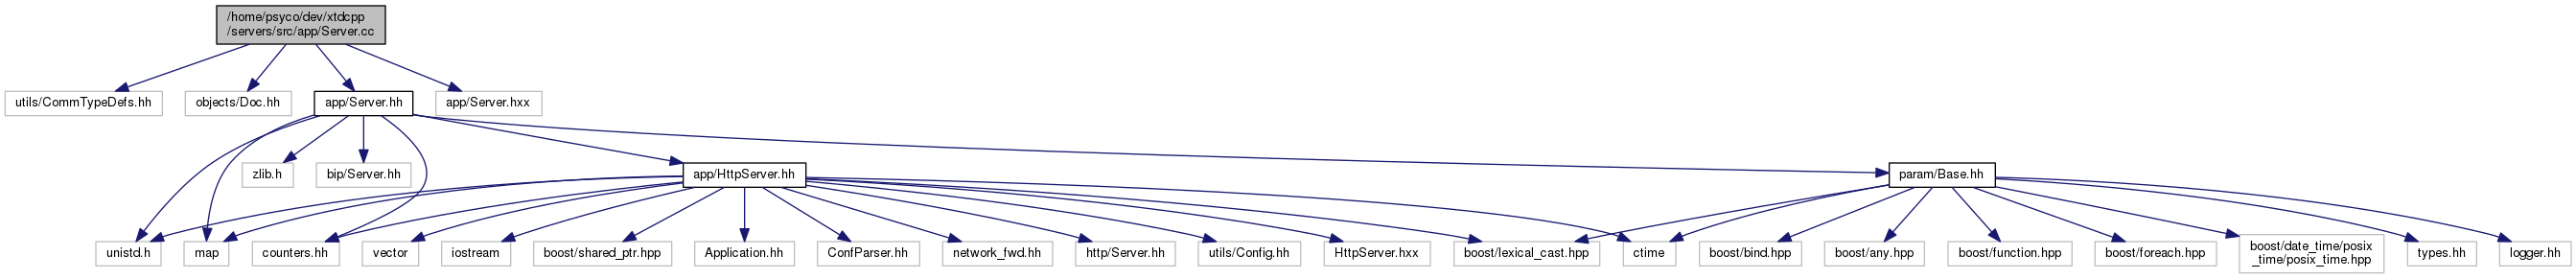 /home/psyco/dev/xtdcpp
/servers/src/app/Server.cc
utils/CommTypeDefs.hh
objects/Doc.hh
app/Server.hh
app/Server.hxx
zlib.h
bip/Server.hh
app/HttpServer.hh
param/Base.hh
unistd.h
map
counters.hh
vector
iostream
boost/shared_ptr.hpp
Application.hh
ConfParser.hh
network_fwd.hh
http/Server.hh
utils/Config.hh
HttpServer.hxx
boost/lexical_cast.hpp
ctime
boost/bind.hpp
boost/any.hpp
boost/function.hpp
boost/foreach.hpp
boost/date_time/posix
_time/posix_time.hpp
types.hh
logger.hh